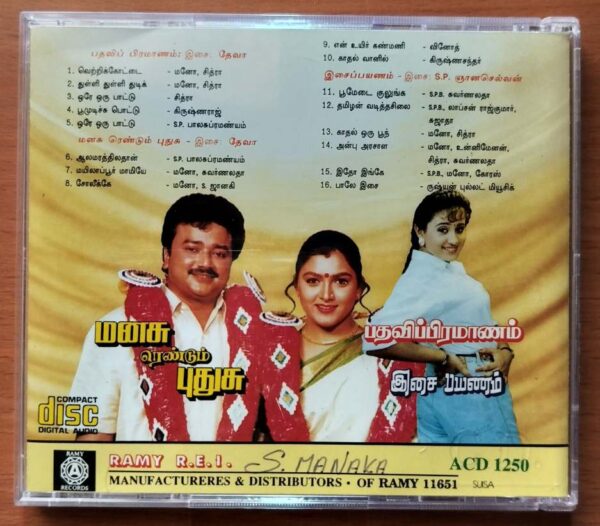 பதவிப் பிரமாணம்: இசை: தேவா
1 வெற்றிக்கோட்டை - மனோ, சித்ரா
2 துள்ளி துள்ளி துடிக் - மனோ, சித்ரா
3 ஒரே ஒரு பாட்டு - சித்ரா
4 பூமுடிச்சு பொட்டு - கிருஷ்ணராஜ்
5 ஒரே ஒரு பாட்டு - S.P. பாலசுப்ரமண்யம்
மனசு ரெண்டும் புதுசு - இசை: தேவா
6 ஆலமரத்திலதான் - S.P. பாலசுப்ரமண்யம்
7 மயிலாப்பூர் மாமியே - மனோ, சுவர்ணலதா
8 சோலீக்கே - மனோ, S. ஜானகி
9 என் உயிர் கண்மணி - வினோத்
10 காதல் வானில் - கிருஷ்ணசந்தர்
இசைப்பயணம் - இசை: S.P. ஞானசெல்வன்
11 பூமேடை குலுங்க - S.P.B. சுவர்ணலதா
12 தமிழன் வடித்தசிலை - S.P.B. லாப்சன் ராஜ்குமார்,
சுஜாதா
13 காதல் ஒரு பூந் - மனோ, சித்ரா
14 அன்பு அரசாள - மனோ, உன்னிமேனன்,
சித்ரா, சுவர்ணலதா
15 இதோ இங்கே - S.P.B., மனோ, கோரஸ்
16 பாலே இசை - ருஷ்யன் புல்லட் மியூசிக்
மனசு
ரெண்டும்
புதுசு
பதவிப்பிரமாணம்
இசை பயணம்
COMPACT
disc
DIGITAL AUDIO
RAMY
RECORDS
RAMY R.E.I. S. MANAKA ACD 1250
MANUFACTURERES & DISTRIBUTORS · OF RAMY 11651 SUISA